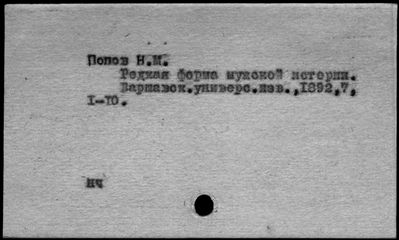 Попов Н.М.
Редкая форма мужской истерии.
Варшавск.универс.изв.,1892,7,
I-10.
нч